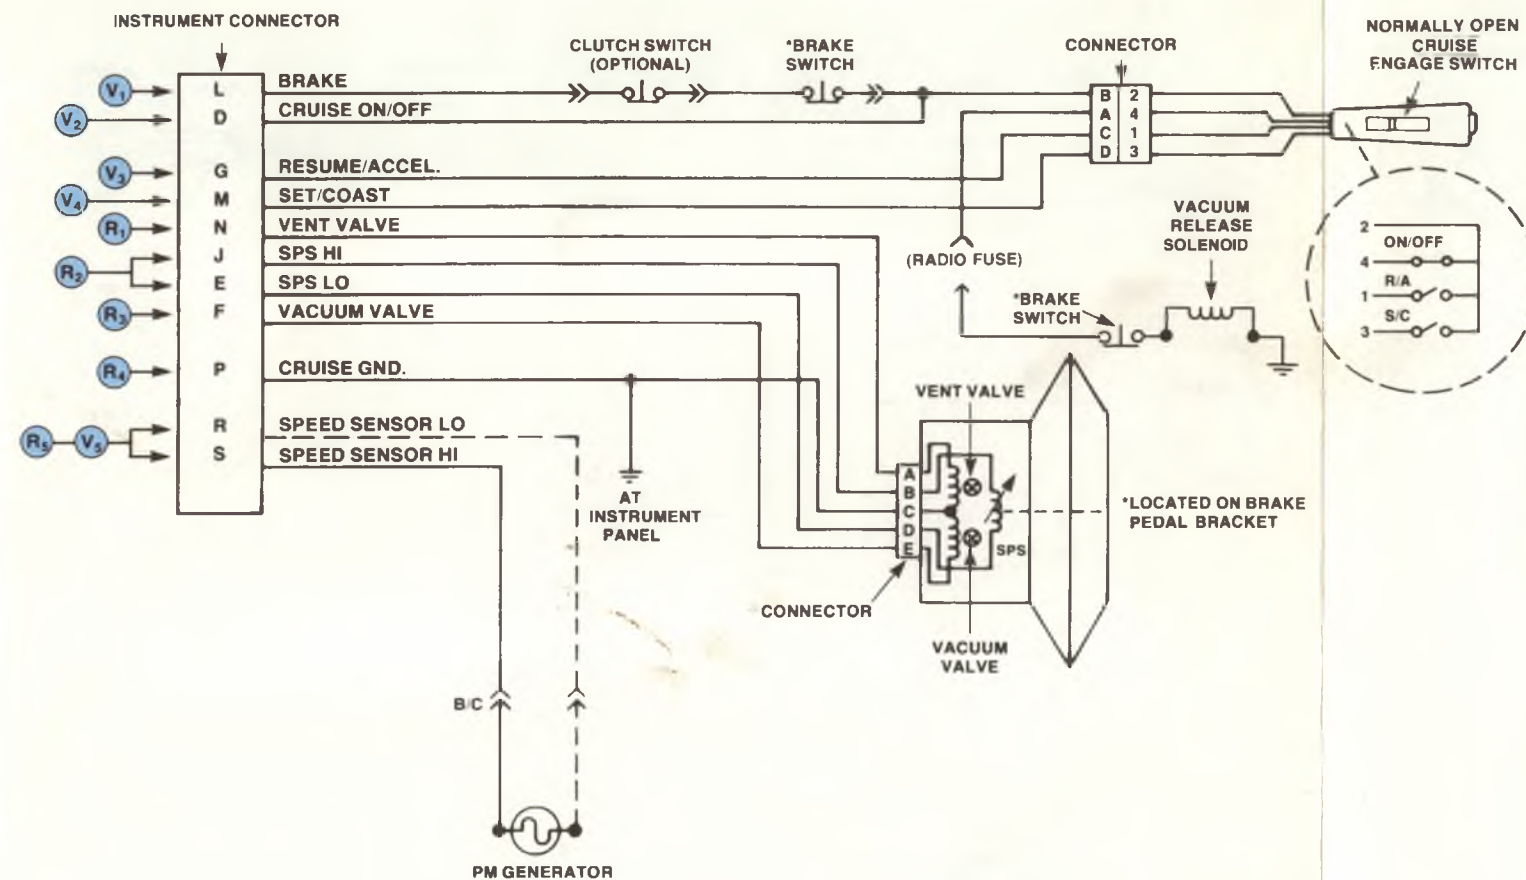 INSTRUMENT CONNECTOR
NORMALLY OPEN
CRUISE
ENGAGE SWITCH
CLUTCH SWITCH
(OPTIONAL)
*BRAKE
SWITCH
CONNECTOR
V1
L
BRAKE
V2
D
CRUISE ON/OFF
B 2
A 4
C 1
D 3
V3
G
RESUME/ACCEL.
V4
M
SET/COAST
R1
N
VENT VALVE
R2
J
SPS HI
E
SPS LO
R3
F
VACUUM VALVE
R4
P
CRUISE GND.
R5
V5
R
SPEED SENSOR LO
S
SPEED SENSOR HI
(RADIO FUSE)
VACUUM
RELEASE
SOLENOID
*BRAKE
SWITCH
2
ON/OFF
4
R/A
1
S/C
3
VENT VALVE
A
B
C
D
E
SPS
*LOCATED ON BRAKE
PEDAL BRACKET
AT
INSTRUMENT
PANEL
CONNECTOR
VACUUM
VALVE
B/C
PM GENERATOR